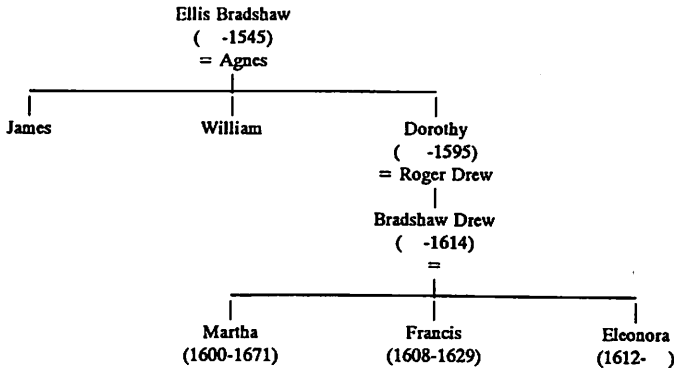 Ellis Bradshaw
( -1545)
= Agnes
James William Dorothy
( -1595)
= Roger Drew
Bradshaw Drew
( -1614)
=
Martha Francis Eleonora
(1600-1671) (1608-1629) (1612- )